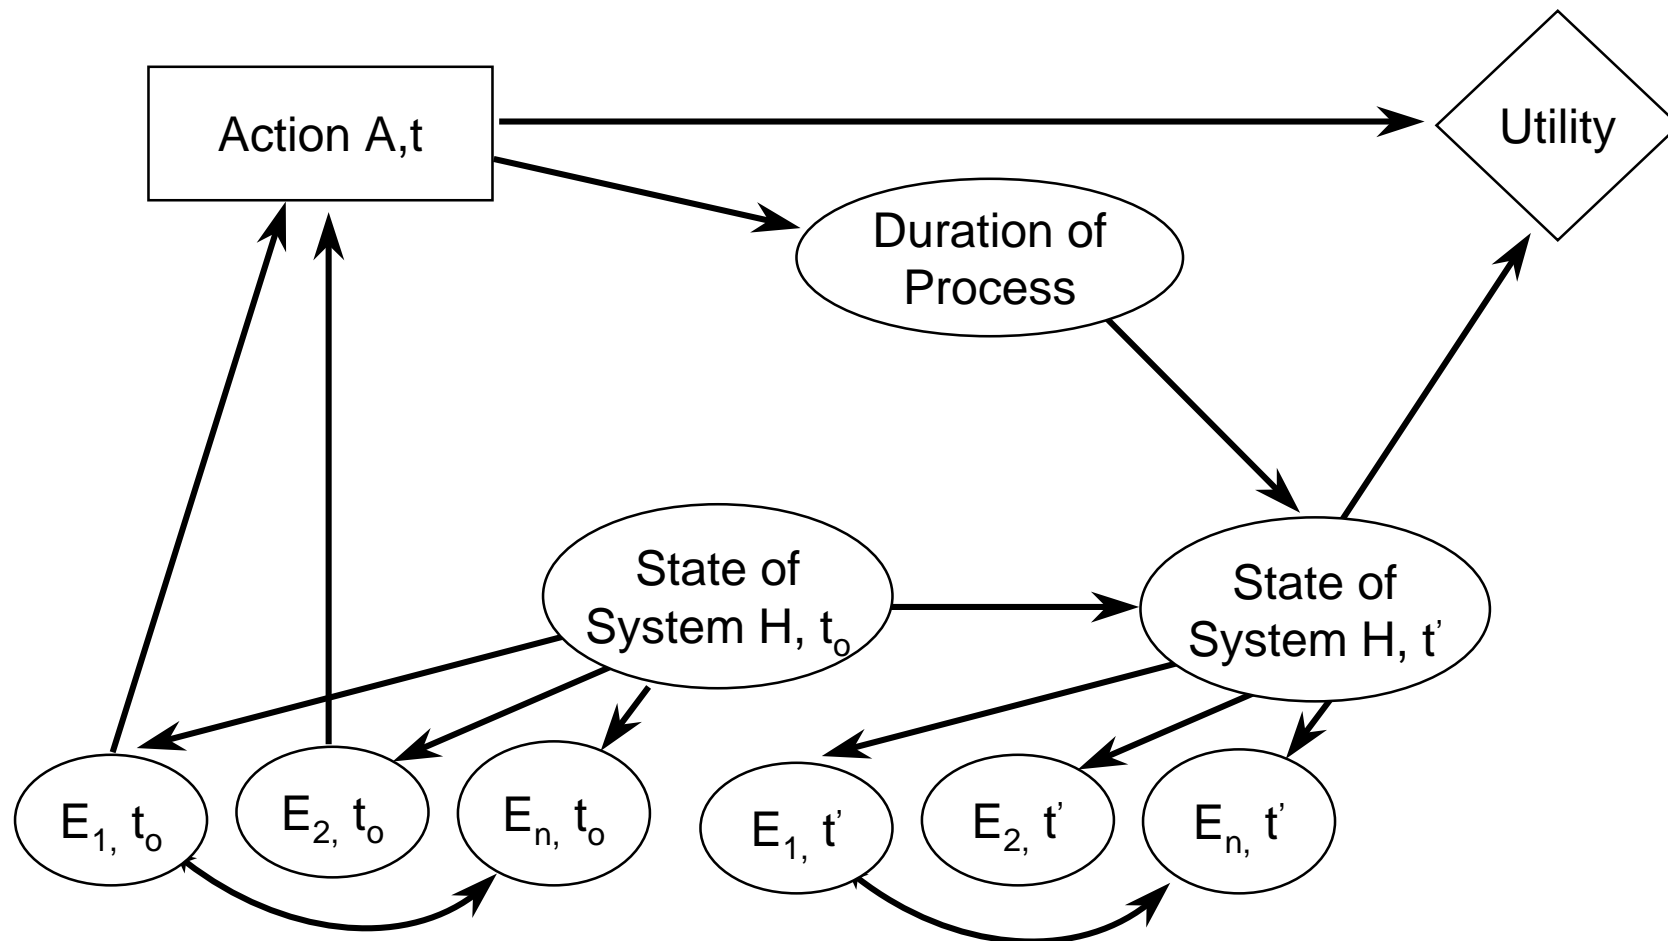 Action A,t
Utility
Duration of
Process
State of
System H, tₒ
State of
System H, t’
E₁, tₒ
E₂, tₒ
Eₙ, tₒ
E₁, t’
E₂, t’
Eₙ, t’